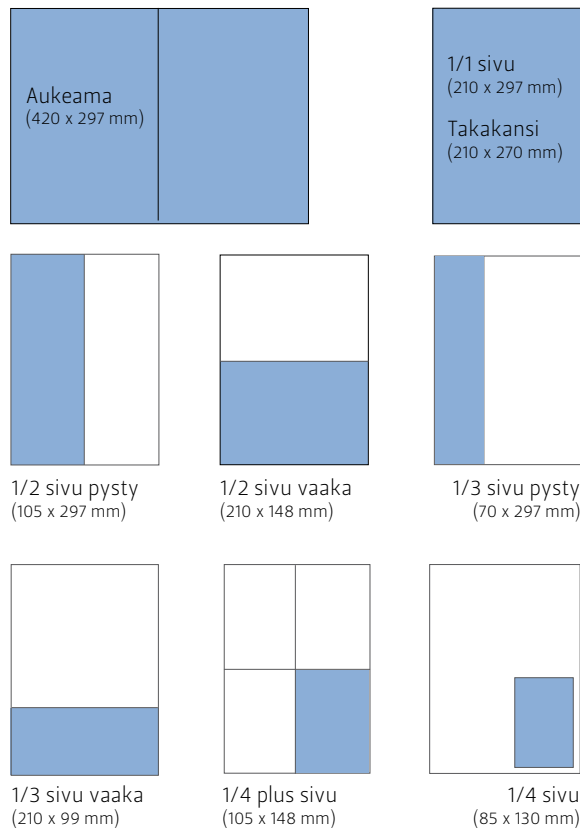 Aukeama
(420 x 297 mm)
1/1 sivu
(210 x 297 mm)
Takakansi
(210 x 270 mm)
1/2 sivu pysty
(105 x 297 mm)
1/2 sivu vaaka
(210 x 148 mm)
1/3 sivu pysty
(70 x 297 mm)
1/3 sivu vaaka
(210 x 99 mm)
1/4 plus sivu
(105 x 148 mm)
1/4 sivu
(85 x 130 mm)